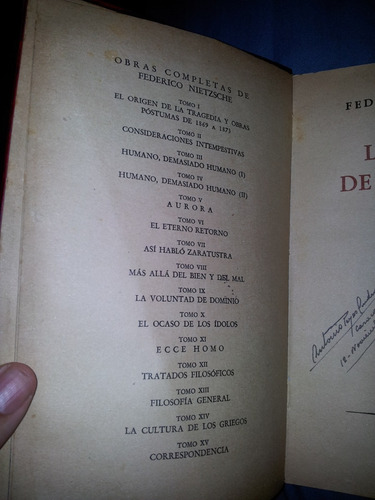 OBRAS COMPLETAS DE
FEDERICO NIETZSCHE
TOMO I
EL ORIGEN DE LA TRAGEDIA Y OBRAS
PÓSTUMAS DE 1869 A 1873
TOMO II
CONSIDERACIONES INTEMPESTIVAS
TOMO III
HUMANO, DEMASIADO HUMANO (I)
TOMO IV
HUMANO, DEMASIADO HUMANO (II)
TOMO V
AURORA
TOMO VI
EL ETERNO RETORNO
TOMO VII
ASÍ HABLÓ ZARATUSTRA
TOMO VIII
MÁS ALLÁ DEL BIEN Y DEL MAL
TOMO IX
LA VOLUNTAD DE DOMINIO
TOMO X
EL OCASO DE LOS ÍDOLOS
TOMO XI
ECCE HOMO
TOMO XII
TRATADOS FILOSÓFICOS
TOMO XIII
FILOSOFÍA GENERAL
TOMO XIV
LA CULTURA DE LOS GRIEGOS
TOMO XV
CORRESPONDENCIA
FED
L
DE
Antonio
18